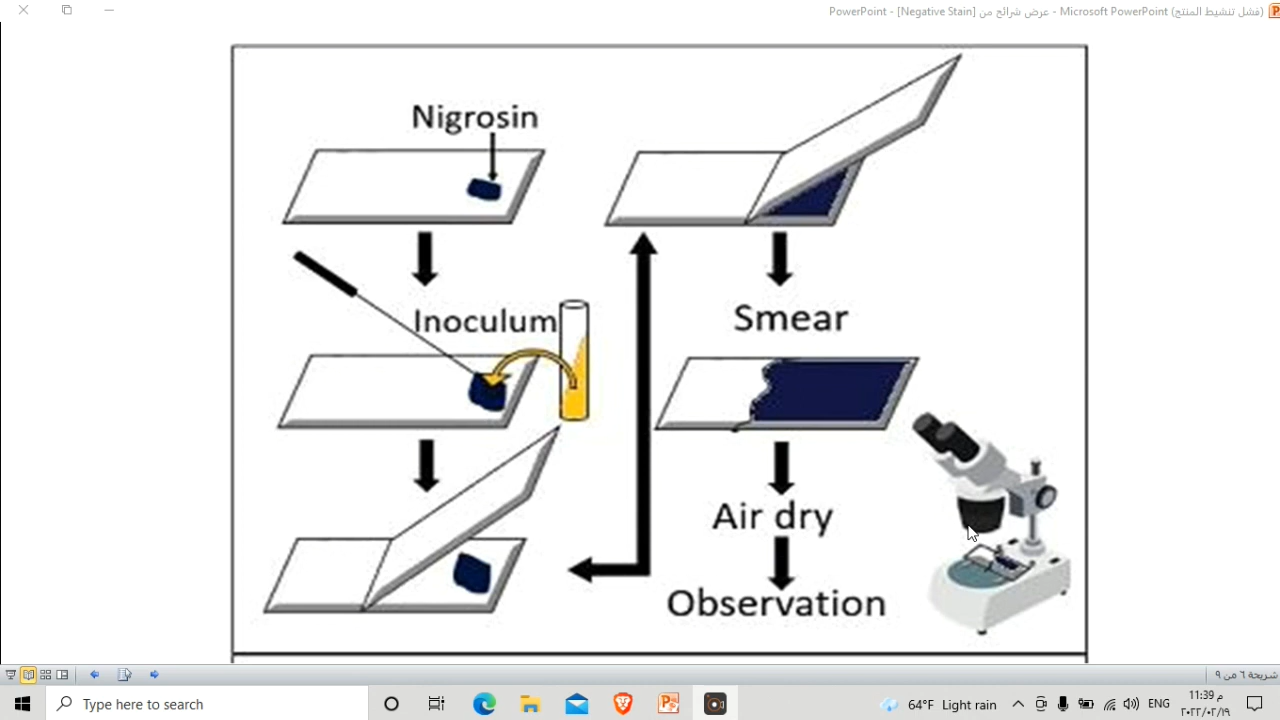 PowerPoint - [Negative Stain] عرض شرائح من - Microsoft PowerPoint (فشل تنشيط المنتج)
Nigrosin
Inoculum
Smear
Air dry
Observation
شريحة ٦ من ٩
Type here to search
64°F Light rain
ENG
11:39 م
٢٠٢٢/٠٢/١٩